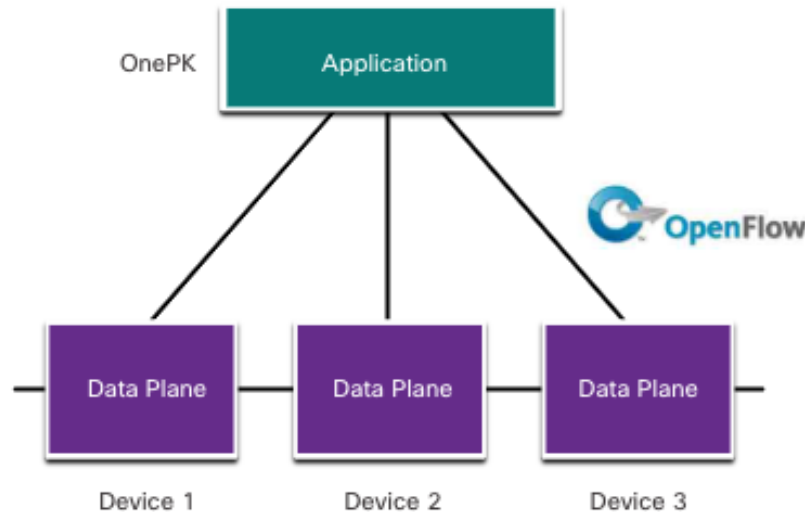 OnePK
Application
OpenFlow
Data Plane
Data Plane
Data Plane
Device 1
Device 2
Device 3